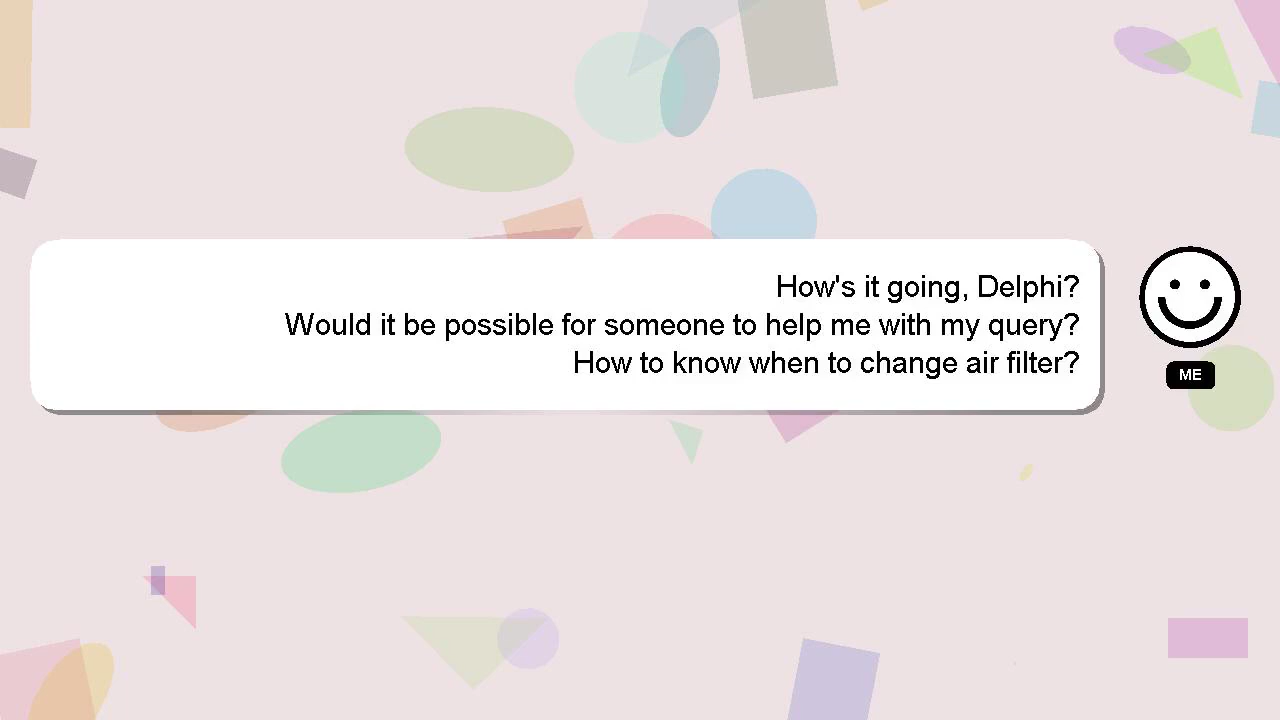 How's it going, Delphi?
Would it be possible for someone to help me with my query?
How to know when to change air filter?
ME